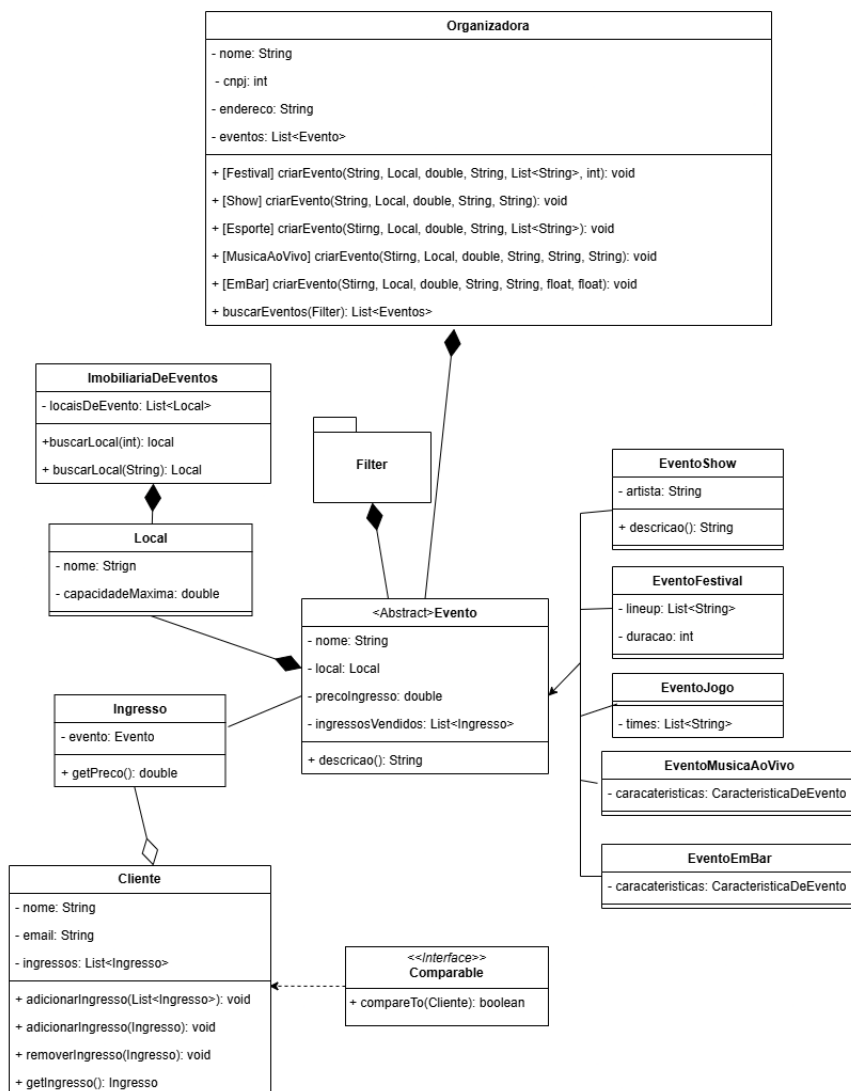 Organizadora
- nome: String
- cnpj: int
- endereco: String
- eventos: List<Evento>
+ [Festival] criarEvento(String, Local, double, String, List<String>, int): void
+ [Show] criarEvento(String, Local, double, String, String): void
+ [Esporte] criarEvento(Stirng, Local, double, String, List<String>): void
+ [MusicaAoVivo] criarEvento(Stirng, Local, double, String, String, String): void
+ [EmBar] criarEvento(Stirng, Local, double, String, String, float, float): void
+ buscarEventos(Filter): List<Eventos>
ImobiliariaDeEventos
- locaisDeEvento: List<Local>
+buscarLocal(int): local
+ buscarLocal(String): Local
Filter
Local
- nome: Strign
- capacidadeMaxima: double
<Abstract>Evento
- nome: String
- local: Local
- precoIngresso: double
- ingressosVendidos: List<Ingresso>
+ descricao(): String
EventoShow
- artista: String
+ descricao(): String
EventoFestival
- lineup: List<String>
- duracao: int
EventoJogo
- times: List<String>
EventoMusicaAoVivo
- caracateristicas: CaracteristicaDeEvento
EventoEmBar
- caracateristicas: CaracteristicaDeEvento
Ingresso
- evento: Evento
+ getPreco(): double
Cliente
- nome: String
- email: String
- ingressos: List<Ingresso>
+ adicionarIngresso(List<Ingresso>): void
+ adicionarIngresso(Ingresso): void
+ removerIngresso(Ingresso): void
+ getIngresso(): Ingresso
<<Interface>>
Comparable
+ compareTo(Cliente): boolean